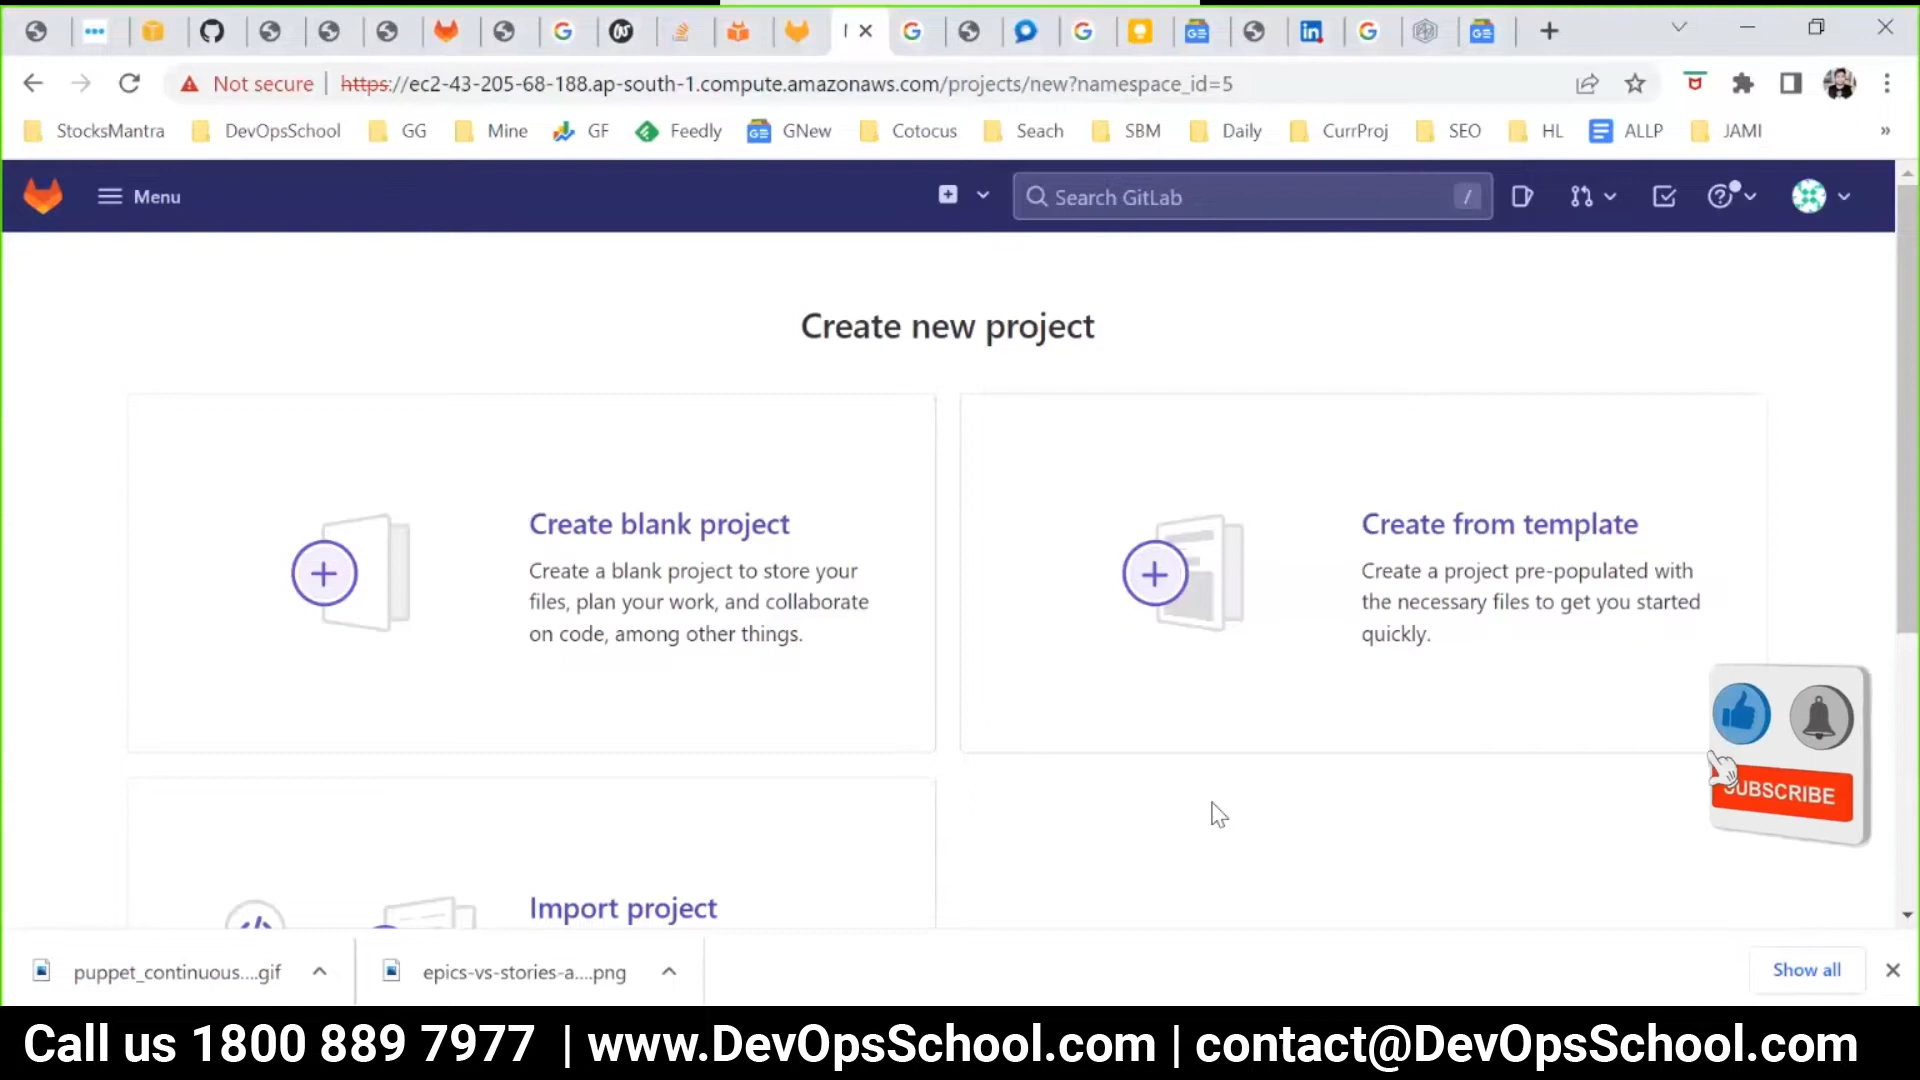 Not secure | https://ec2-43-205-68-188.ap-south-1.compute.amazonaws.com/projects/new?namespace_id=5
StocksMantra DevOpsSchool GG Mine GF Feedly GNew Cotocus Seach SBM Daily CurrProj SEO HL ALLP JAMI »
Menu
Search GitLab /
Create new project
Create blank project
Create a blank project to store your
files, plan your work, and collaborate
on code, among other things.
Create from template
Create a project pre-populated with
the necessary files to get you started
quickly.
SUBSCRIBE
Import project
puppet_continuous....gif
epics-vs-stories-a....png
Show all
Call us 1800 889 7977 | www.DevOpsSchool.com | contact@DevOpsSchool.com